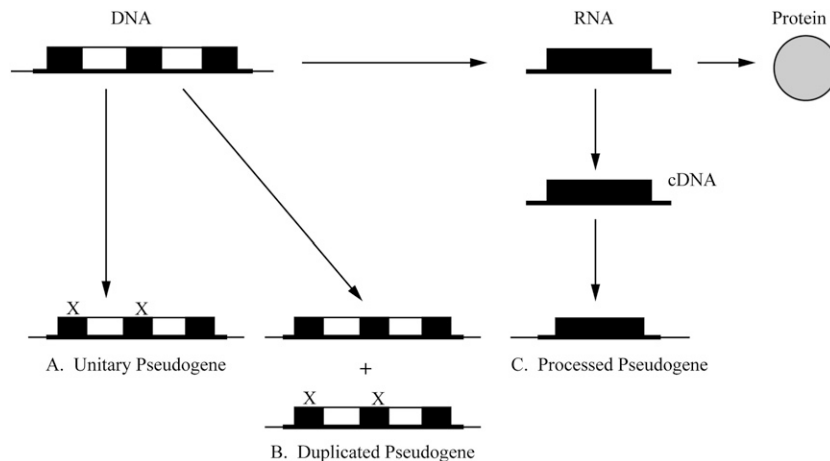 DNA
RNA
Protein
cDNA
X X
A. Unitary Pseudogene
C. Processed Pseudogene
+
X X
B. Duplicated Pseudogene